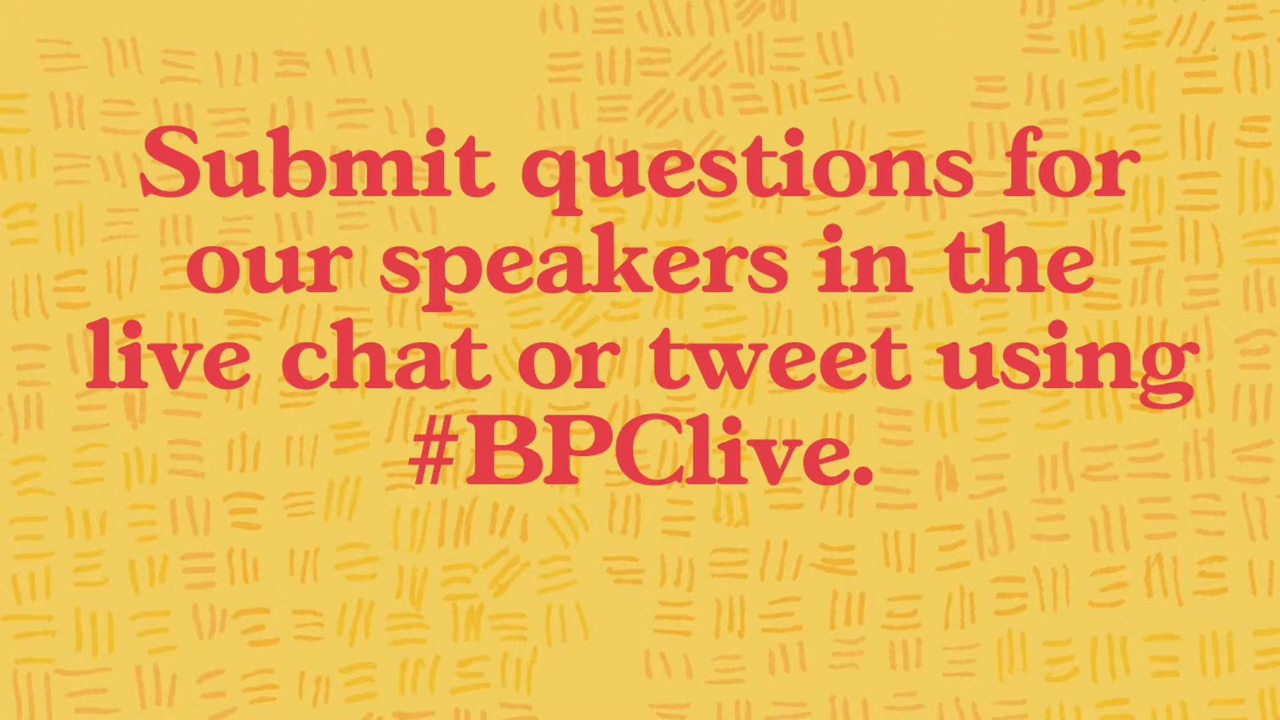 Submit questions for
our speakers in the
live chat or tweet using
#BPClive.